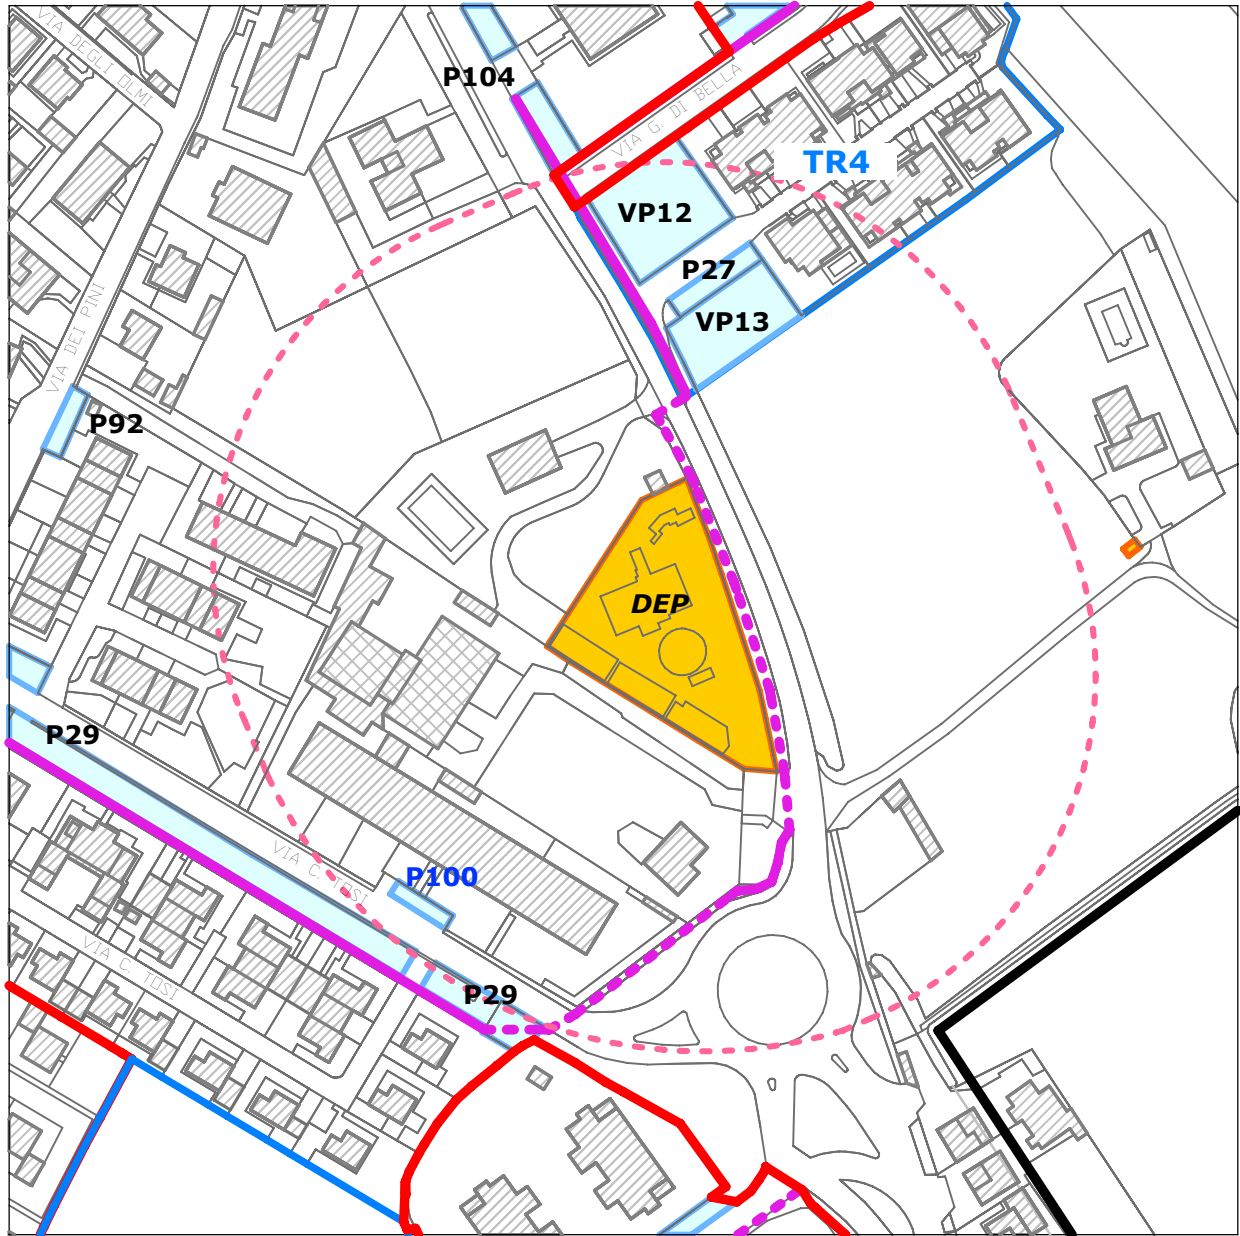 VIA DEGLI OLMI
P104
VIA G. DI BELLA
TR4
VP12
P27
VP13
VIA DEI PINI
P92
DEP
P29
VIA C. TOSI
P100
VIA C. TOSI
P29